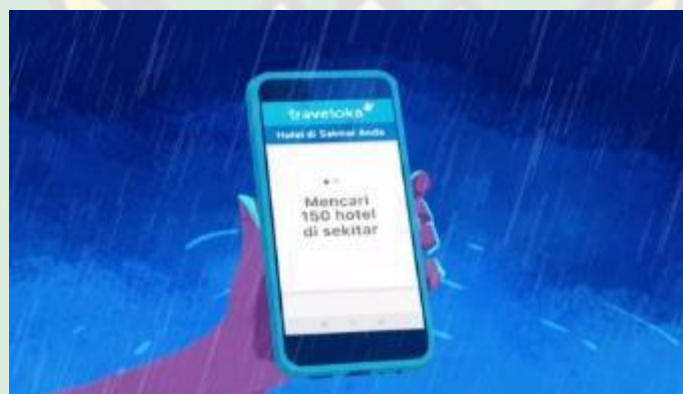 traveloka
Hotel di Sekitar Anda
Mencari
150 hotel
di sekitar